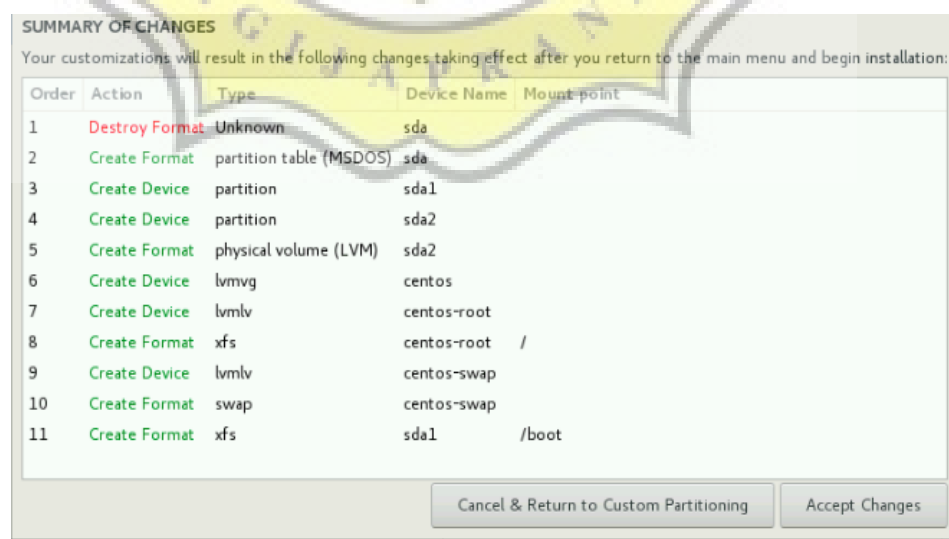 SUMMARY OF CHANGES
Your customizations will result in the following changes taking effect after you return to the main menu and begin installation:
Order Action Type Device Name Mount point
1 Destroy Format Unknown sda
2 Create Format partition table (MSDOS) sda
3 Create Device partition sda1
4 Create Device partition sda2
5 Create Format physical volume (LVM) sda2
6 Create Device lvmvg centos
7 Create Device lvmlv centos-root
8 Create Format xfs centos-root /
9 Create Device lvmlv centos-swap
10 Create Format swap centos-swap
11 Create Format xfs sda1 /boot
Cancel & Return to Custom Partitioning Accept Changes